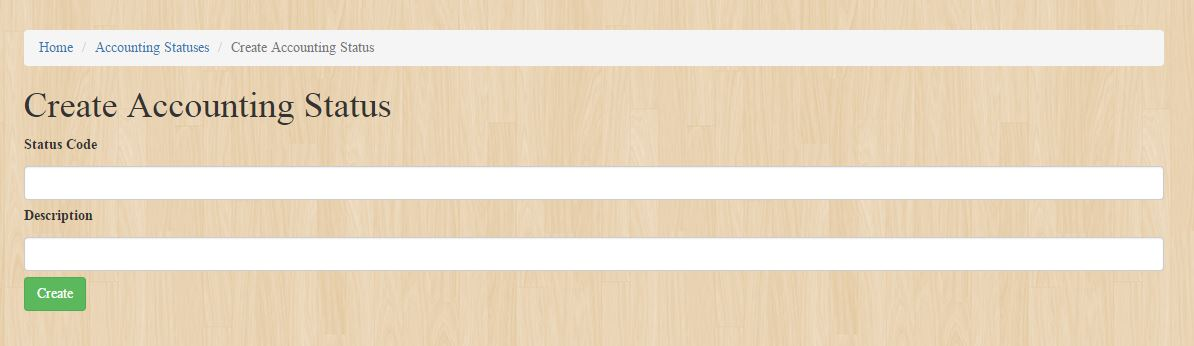 Home / Accounting Statuses / Create Accounting Status
Create Accounting Status
Status Code
Description
Create